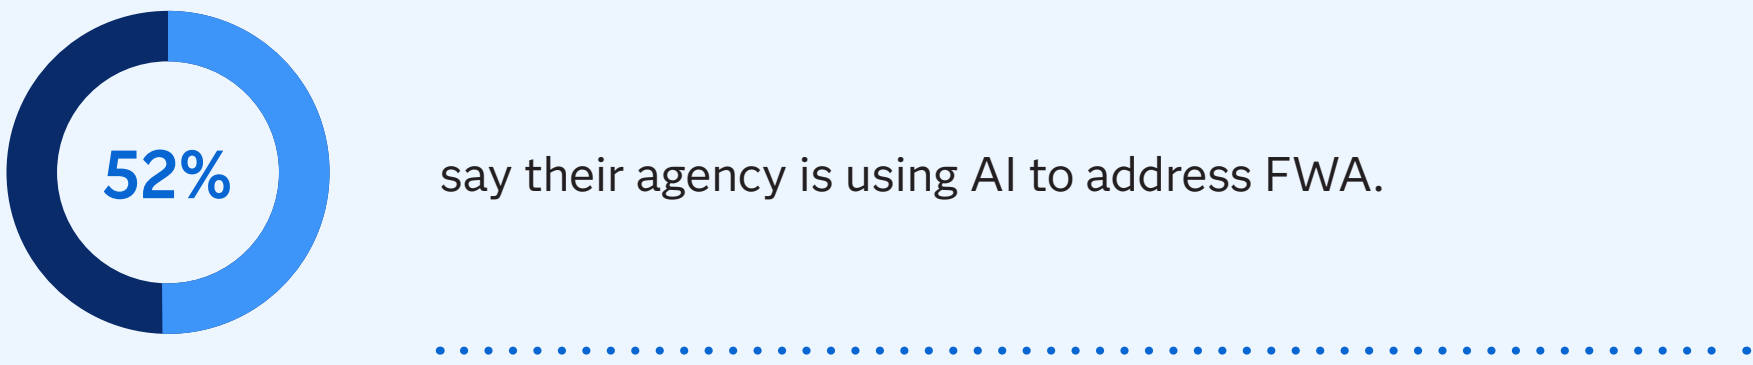 52%
say their agency is using AI to address FWA.